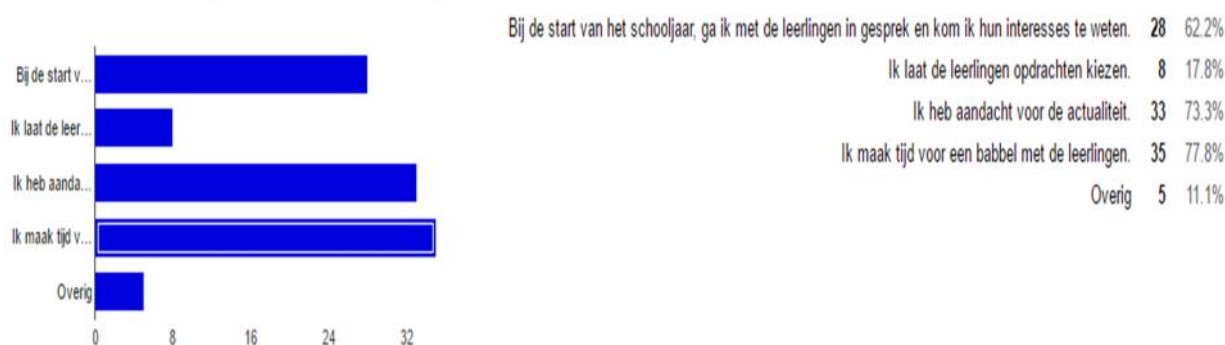 Bij de start v...
Ik laat de leer...
Ik heb aanda...
Ik maak tijd v...
Overig
0 8 16 24 32
Bij de start van het schooljaar, ga ik met de leerlingen in gesprek en kom ik hun interesses te weten. 28 62.2%
Ik laat de leerlingen opdrachten kiezen. 8 17.8%
Ik heb aandacht voor de actualiteit. 33 73.3%
Ik maak tijd voor een babbel met de leerlingen. 35 77.8%
Overig 5 11.1%